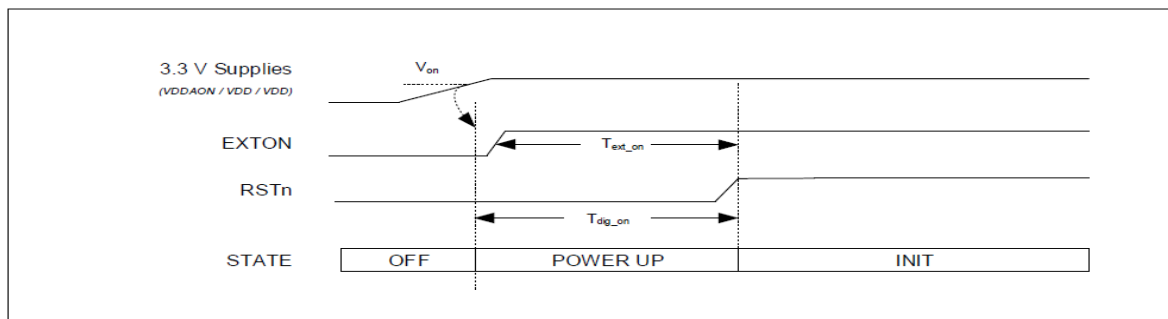 3.3 V Supplies
(VDDAON / VDD / VDD)
Von
EXTON
Text_on
RSTn
Tdig_on
STATE
OFF
POWER UP
INIT